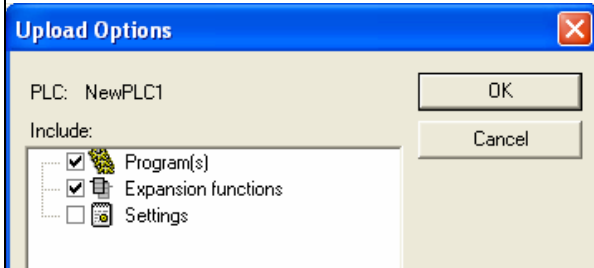 Upload Options
PLC: NewPLC1
OK
Include:
Cancel
Program(s)
Expansion functions
Settings